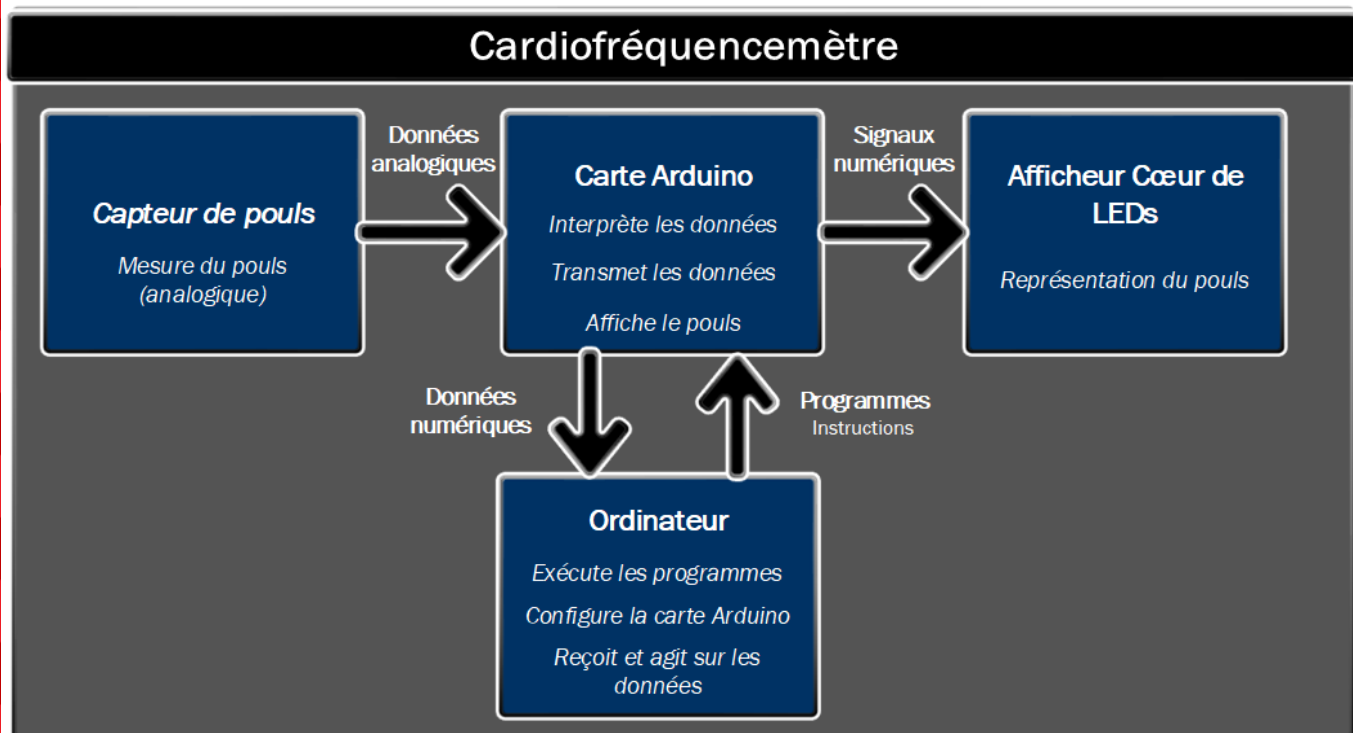 Cardiofréquencemètre
Capteur de pouls
Mesure du pouls
(analogique)
Données
analogiques
Carte Arduino
Interprète les données
Transmet les données
Affiche le pouls
Signaux
numériques
Afficheur Cœur de
LEDs
Représentation du pouls
Données
numériques
Programmes
Instructions
Ordinateur
Exécute les programmes
Configure la carte Arduino
Reçoit et agit sur les
données